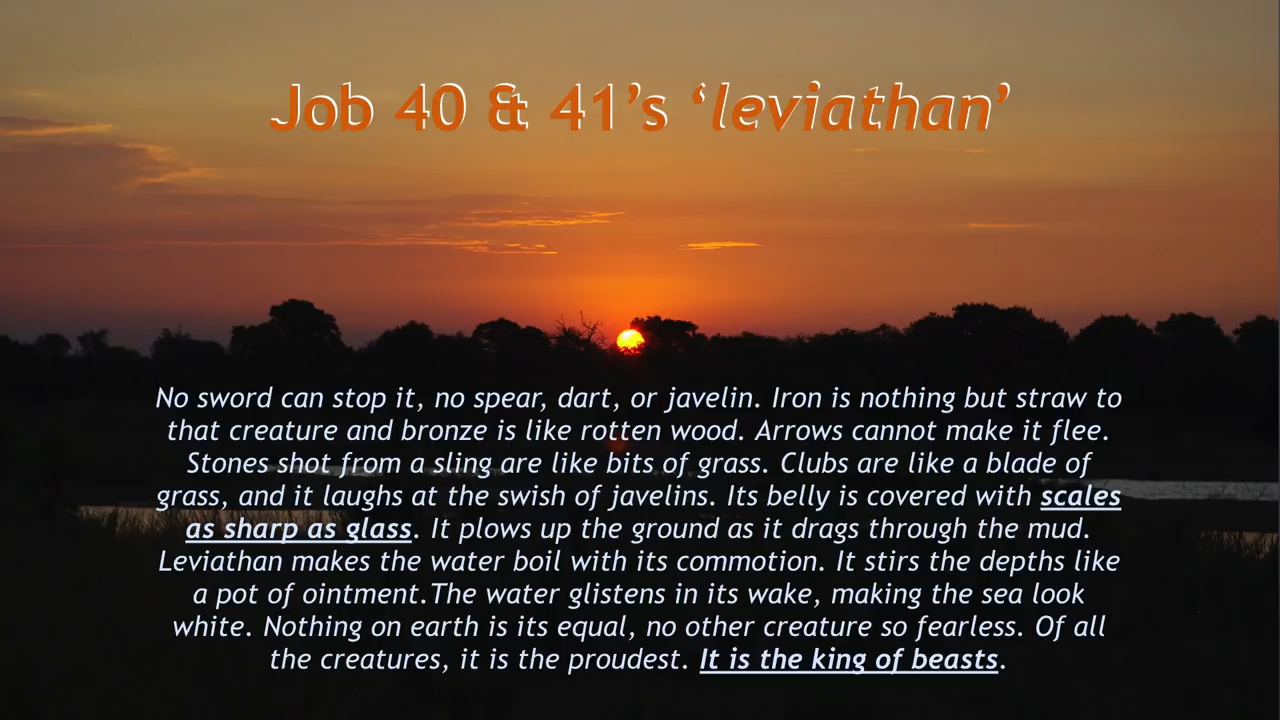 Job 40 & 41’s ‘leviathan’
No sword can stop it, no spear, dart, or javelin. Iron is nothing but straw to
that creature and bronze is like rotten wood. Arrows cannot make it flee.
Stones shot from a sling are like bits of grass. Clubs are like a blade of
grass, and it laughs at the swish of javelins. Its belly is covered with scales
as sharp as glass. It plows up the ground as it drags through the mud.
Leviathan makes the water boil with its commotion. It stirs the depths like
a pot of ointment.The water glistens in its wake, making the sea look
white. Nothing on earth is its equal, no other creature so fearless. Of all
the creatures, it is the proudest. It is the king of beasts.